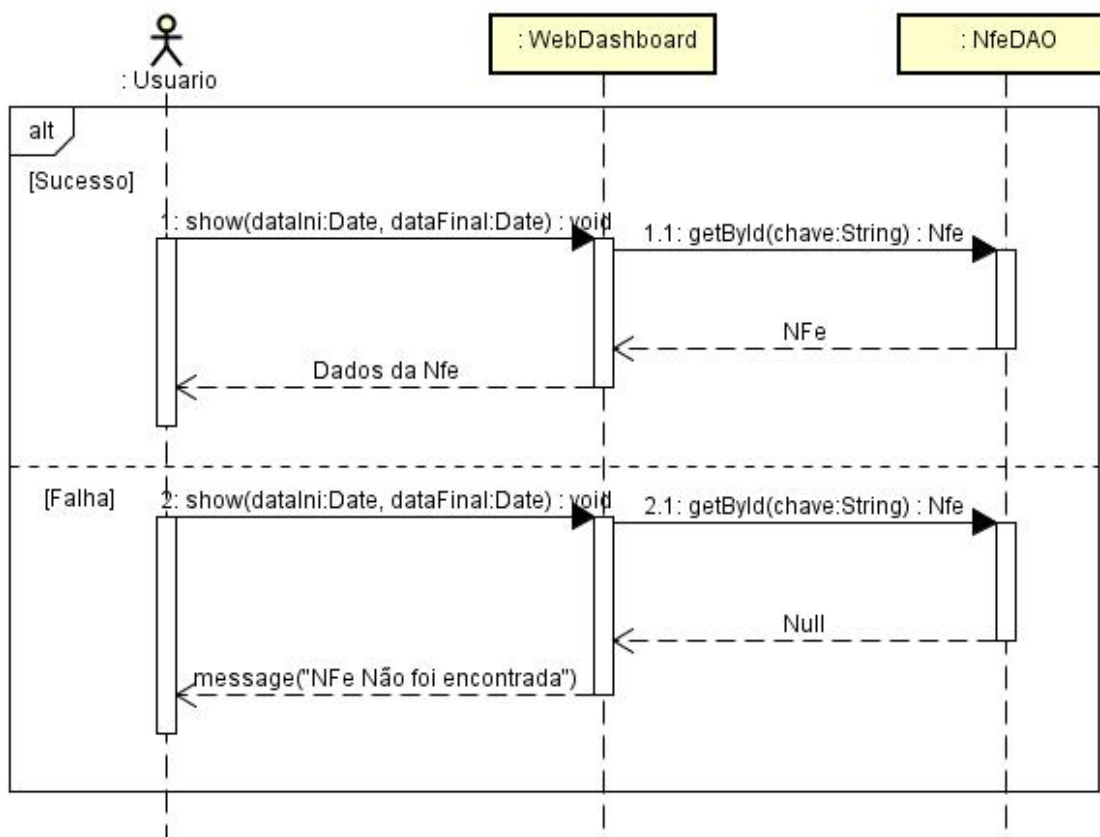 : Usuario
: WebDashboard
: NfeDAO
alt
[Sucesso]
1: show(dataIni:Date, dataFinal:Date) : void
1.1: getById(chave:String) : Nfe
NFe
Dados da Nfe
[Falha]
2: show(dataIni:Date, dataFinal:Date) : void
2.1: getById(chave:String) : Nfe
Null
message("NFe Não foi encontrada")